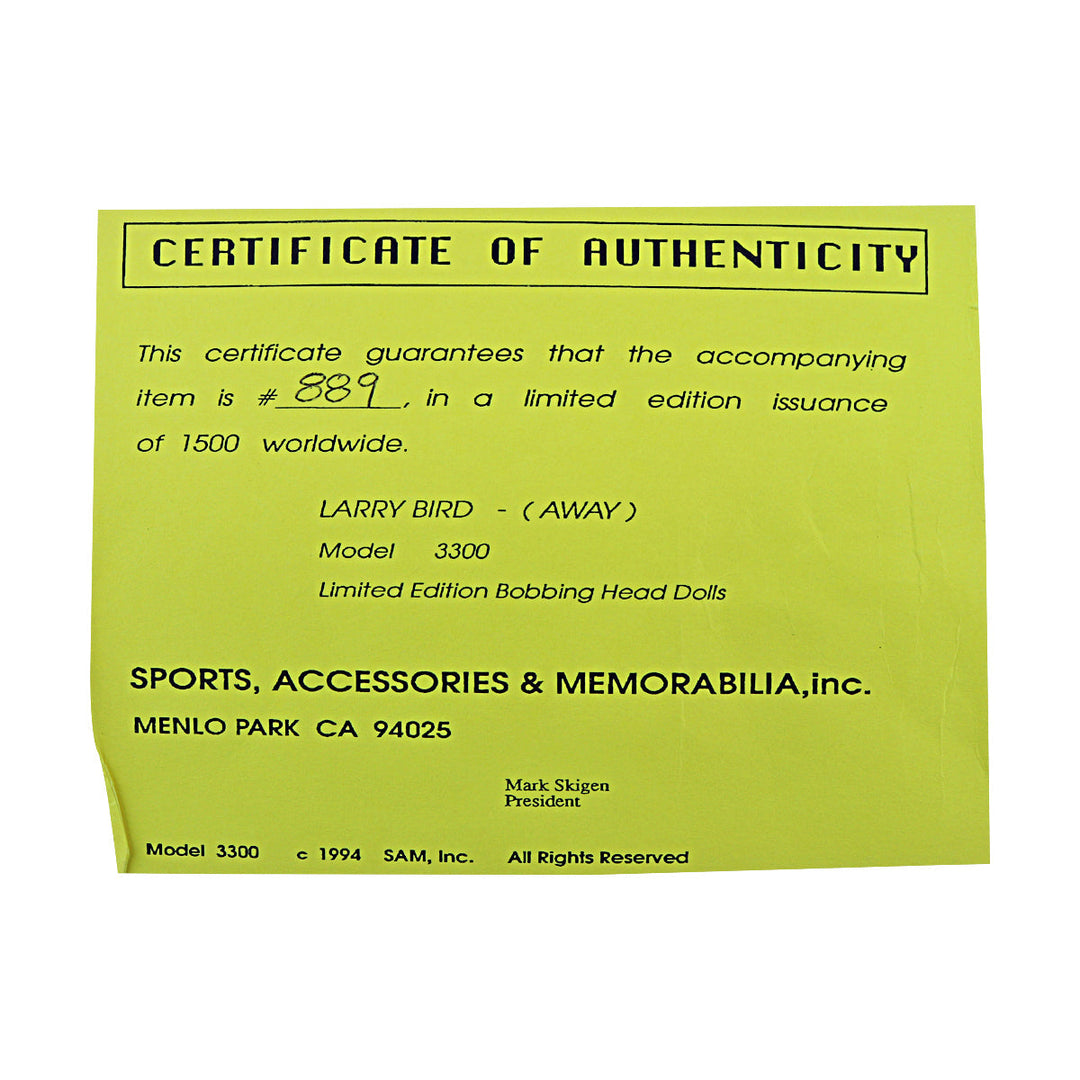 CERTIFICATE OF AUTHENTICITY
This certificate guarantees that the accompanying
item is # 889, in a limited edition issuance
of 1500 worldwide.
LARRY BIRD - ( AWAY )
Model 3300
Limited Edition Bobbing Head Dolls
SPORTS, ACCESSORIES & MEMORABILIA,inc.
MENLO PARK CA 94025
Mark Skigen
President
Model 3300 c 1994 SAM, Inc. All Rights Reserved